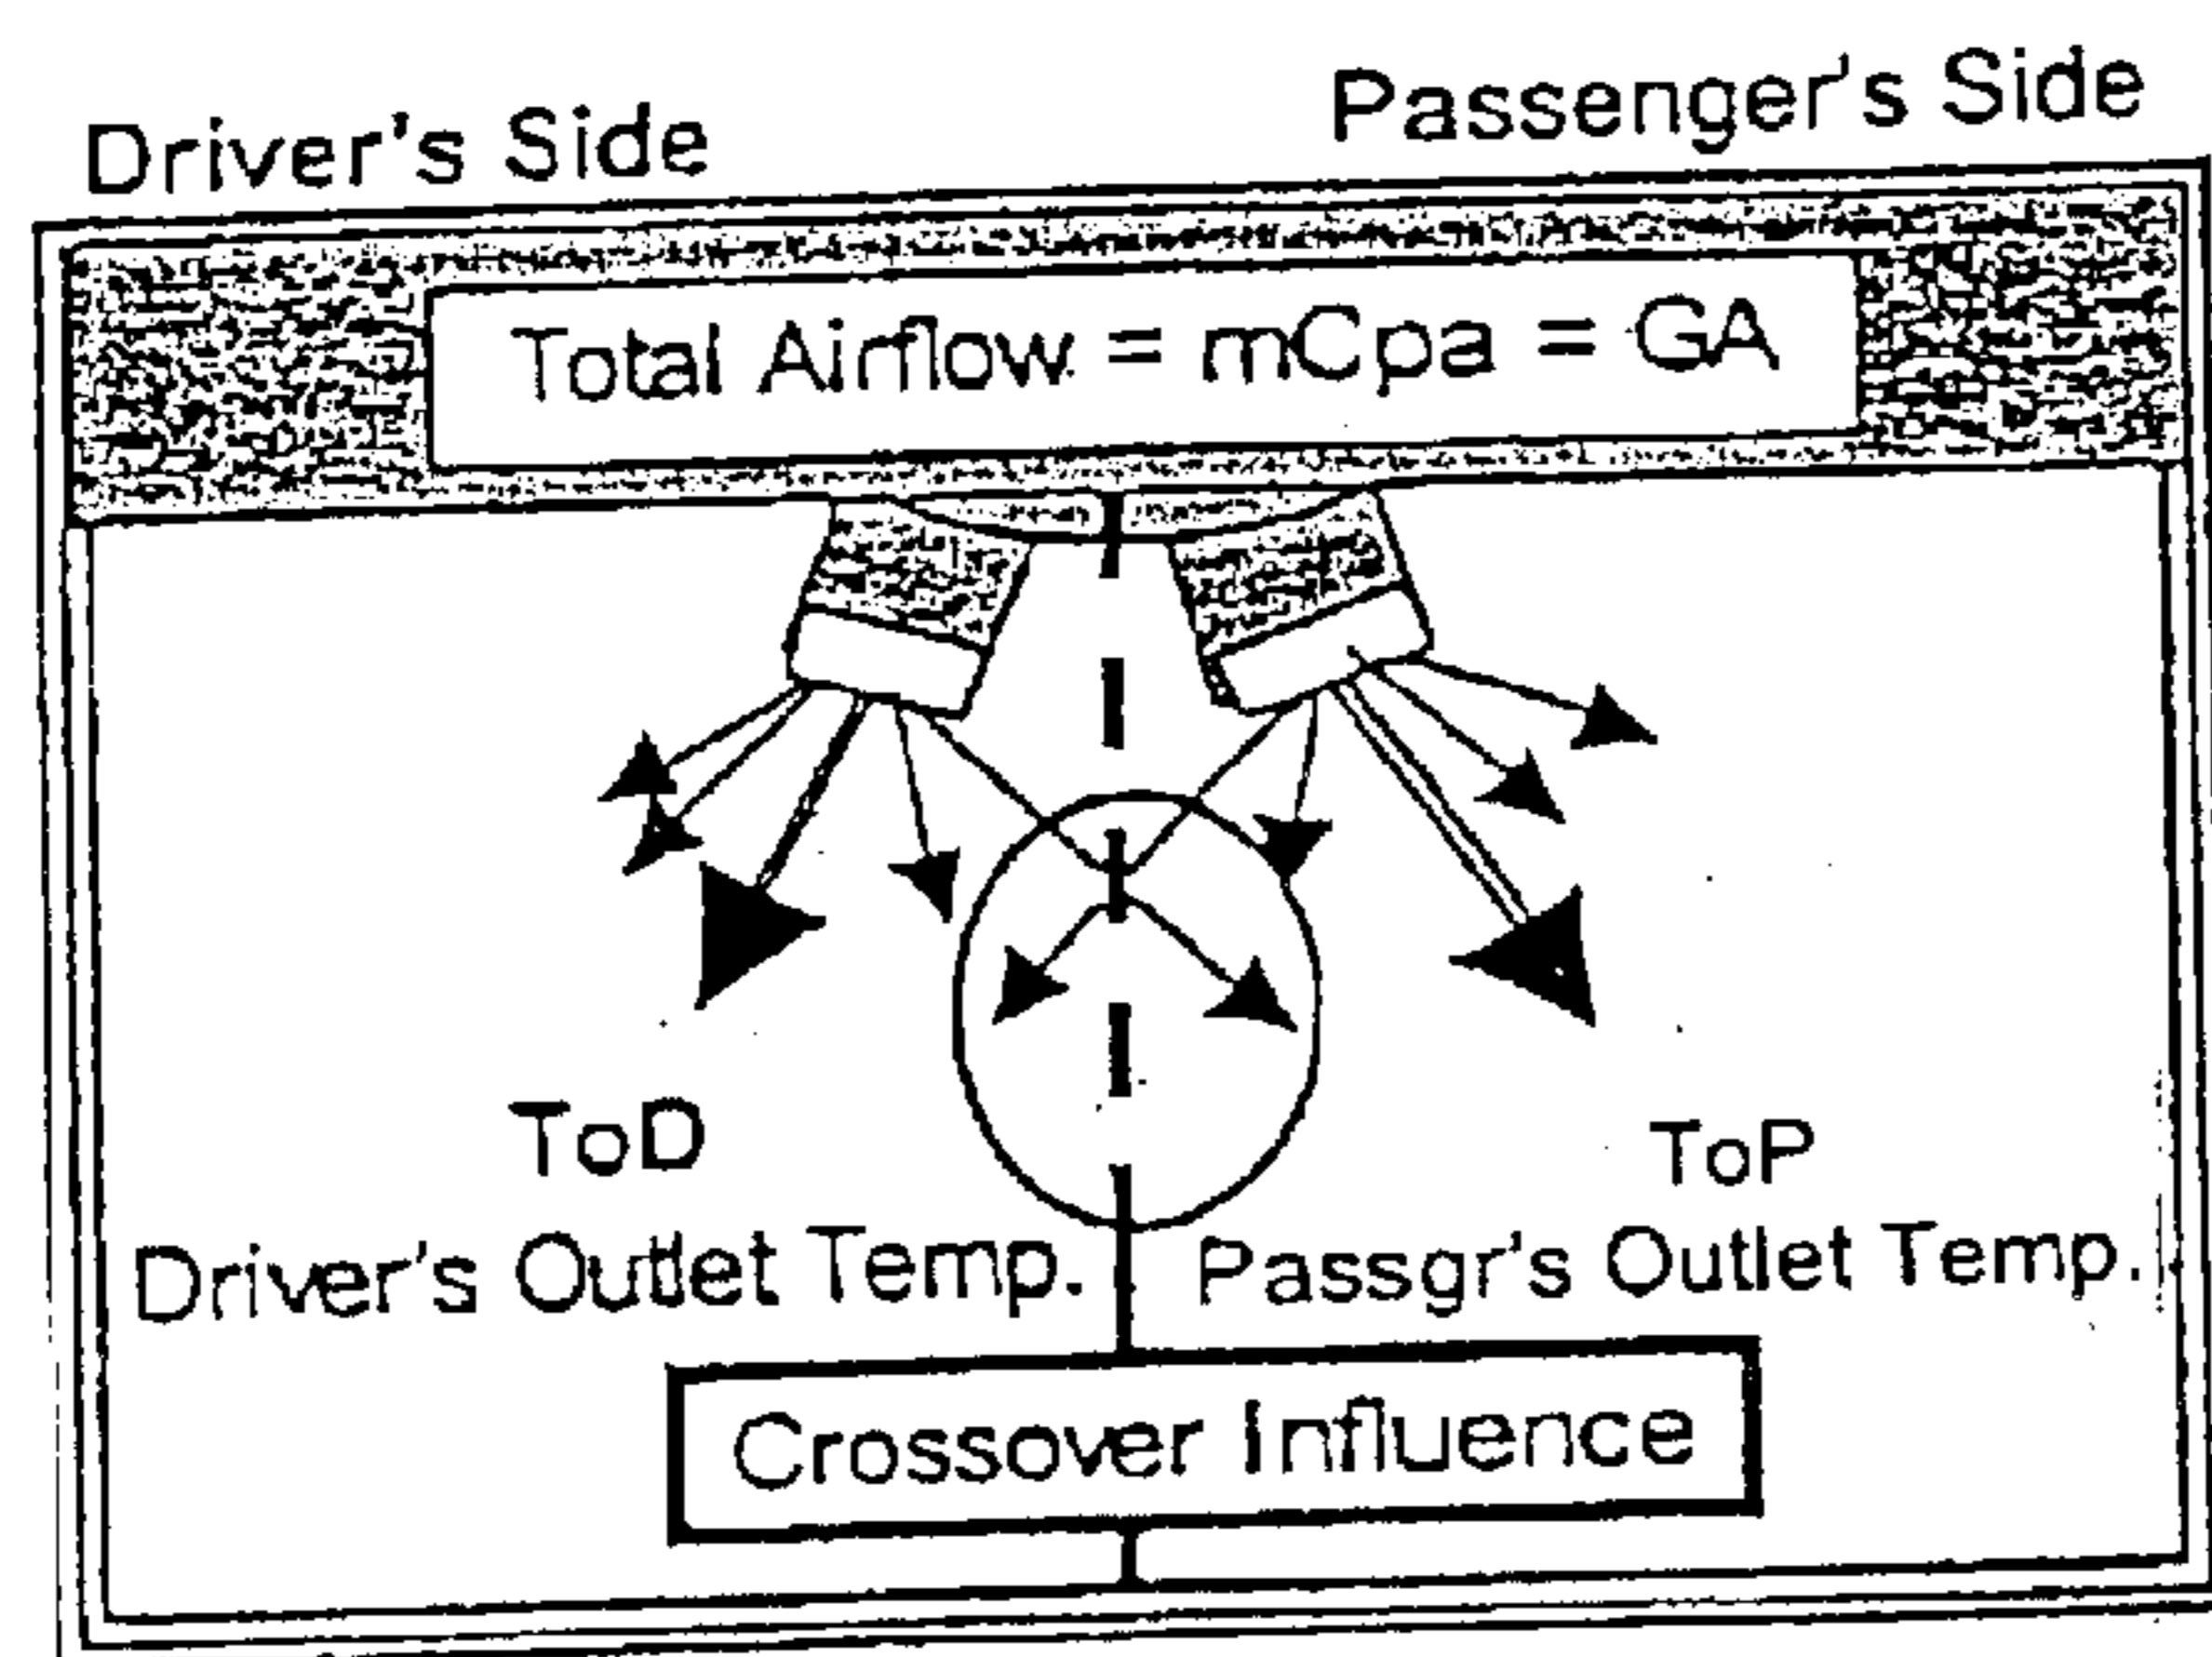 Driver's Side
Passenger's Side
Total Airflow = mCpa = GA
ToD
Driver's Outlet Temp.
ToP
Passgr's Outlet Temp.
Crossover Influence